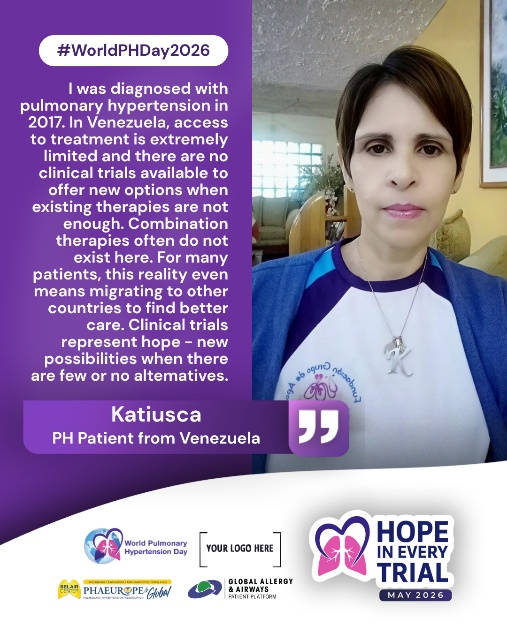 #WorldPHDay2026
I was diagnosed with
pulmonary hypertension in
2017. In Venezuela, access
to treatment is extremely
limited and there are no
clinical trials available to
offer new options when
existing therapies are not
enough. Combination
therapies often do not
exist here. For many
patients, this reality even
means migrating to other
countries to find better
care. Clinical trials
represent hope – new
possibilities when there
are few or no alternatives.
Katiusca
PH Patient from Venezuela
K
Fundación Grupo de
World Pulmonary
Hypertension Day
YOUR LOGO HERE
PHAEUROPE & Global
GLOBAL ALLERGY
& AIRWAYS
PATIENT PLATFORM
HOPE
IN EVERY
TRIAL
MAY 2026